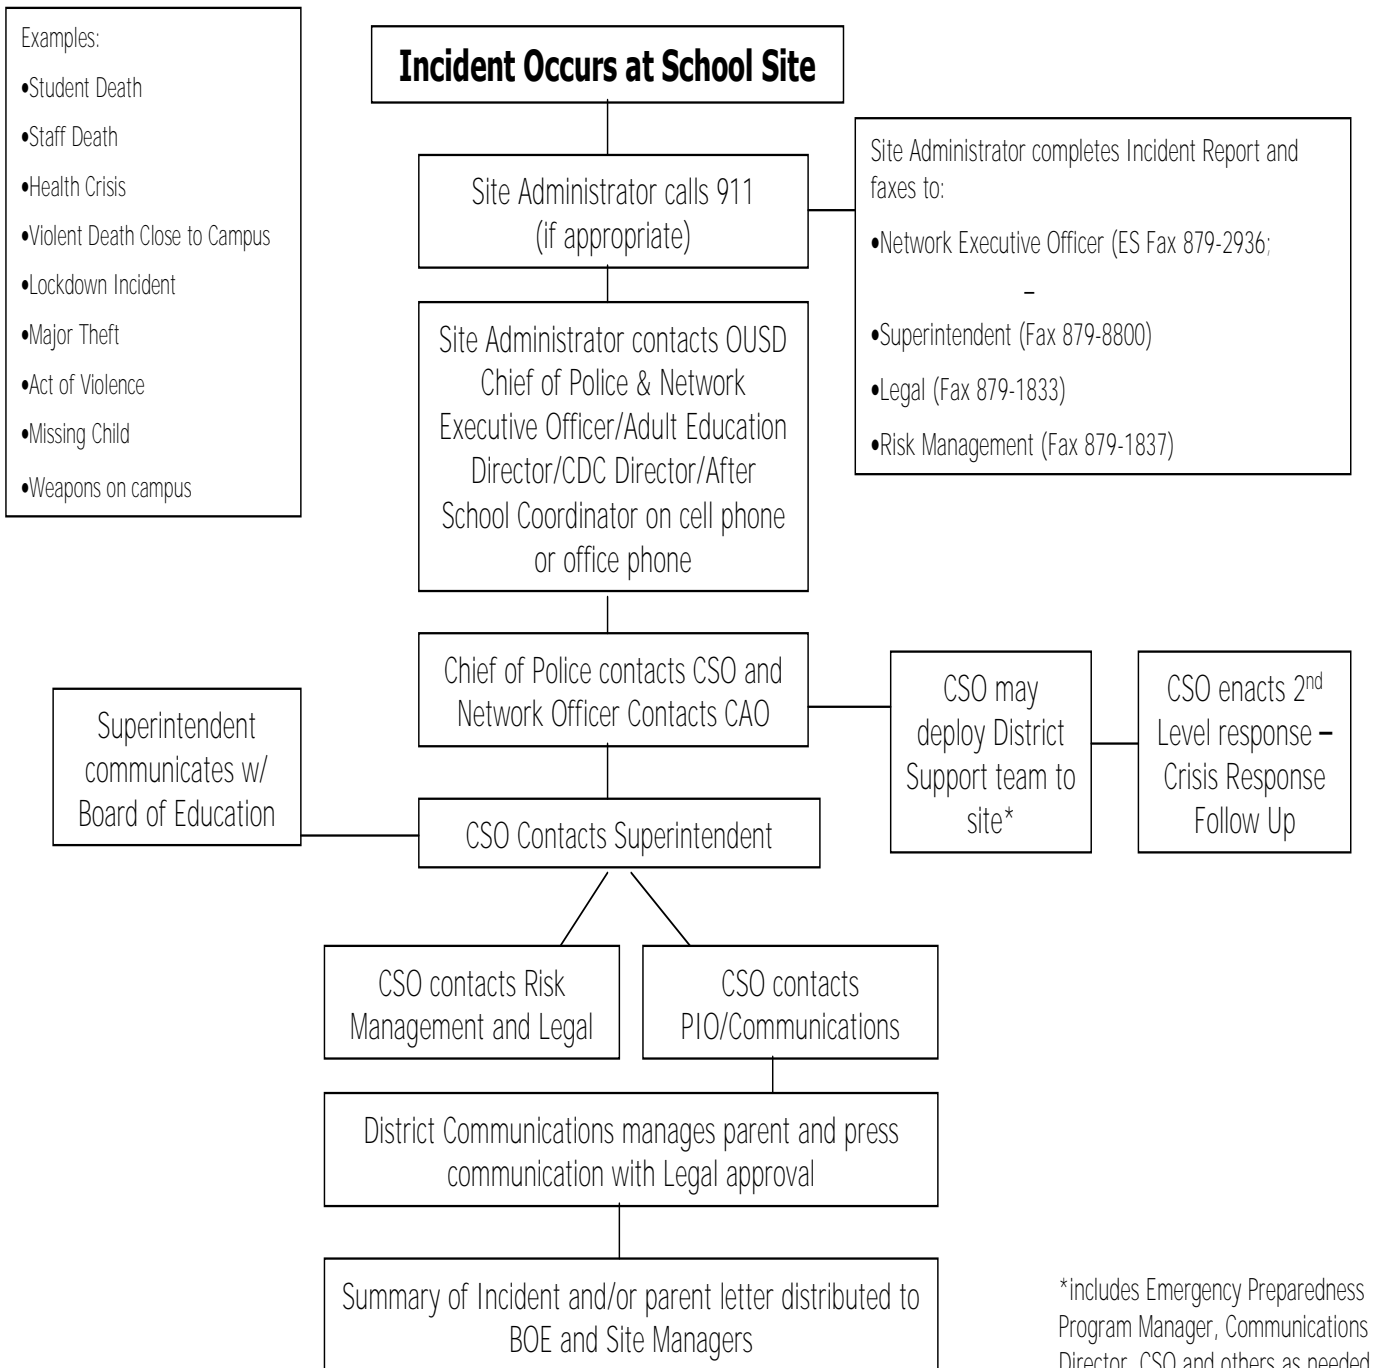 Examples:
•Student Death
•Staff Death
•Health Crisis
•Violent Death Close to Campus
•Lockdown Incident
•Major Theft
•Act of Violence
•Missing Child
•Weapons on campus
Incident Occurs at School Site
Site Administrator calls 911
(if appropriate)
Site Administrator completes Incident Report and
faxes to:
•Network Executive Officer (ES Fax 879-2936;
–
•Superintendent (Fax 879-8800)
•Legal (Fax 879-1833)
•Risk Management (Fax 879-1837)
Site Administrator contacts OUSD
Chief of Police & Network
Executive Officer/Adult Education
Director/CDC Director/After
School Coordinator on cell phone
or office phone
Chief of Police contacts CSO and
Network Officer Contacts CAO
CSO may
deploy District
Support team to
site*
CSO enacts 2nd
Level response –
Crisis Response
Follow Up
Superintendent
communicates w/
Board of Education
CSO Contacts Superintendent
CSO contacts Risk
Management and Legal
CSO contacts
PIO/Communications
District Communications manages parent and press
communication with Legal approval
Summary of Incident and/or parent letter distributed to
BOE and Site Managers
*includes Emergency Preparedness
Program Manager, Communications
Director, CSO and others as needed